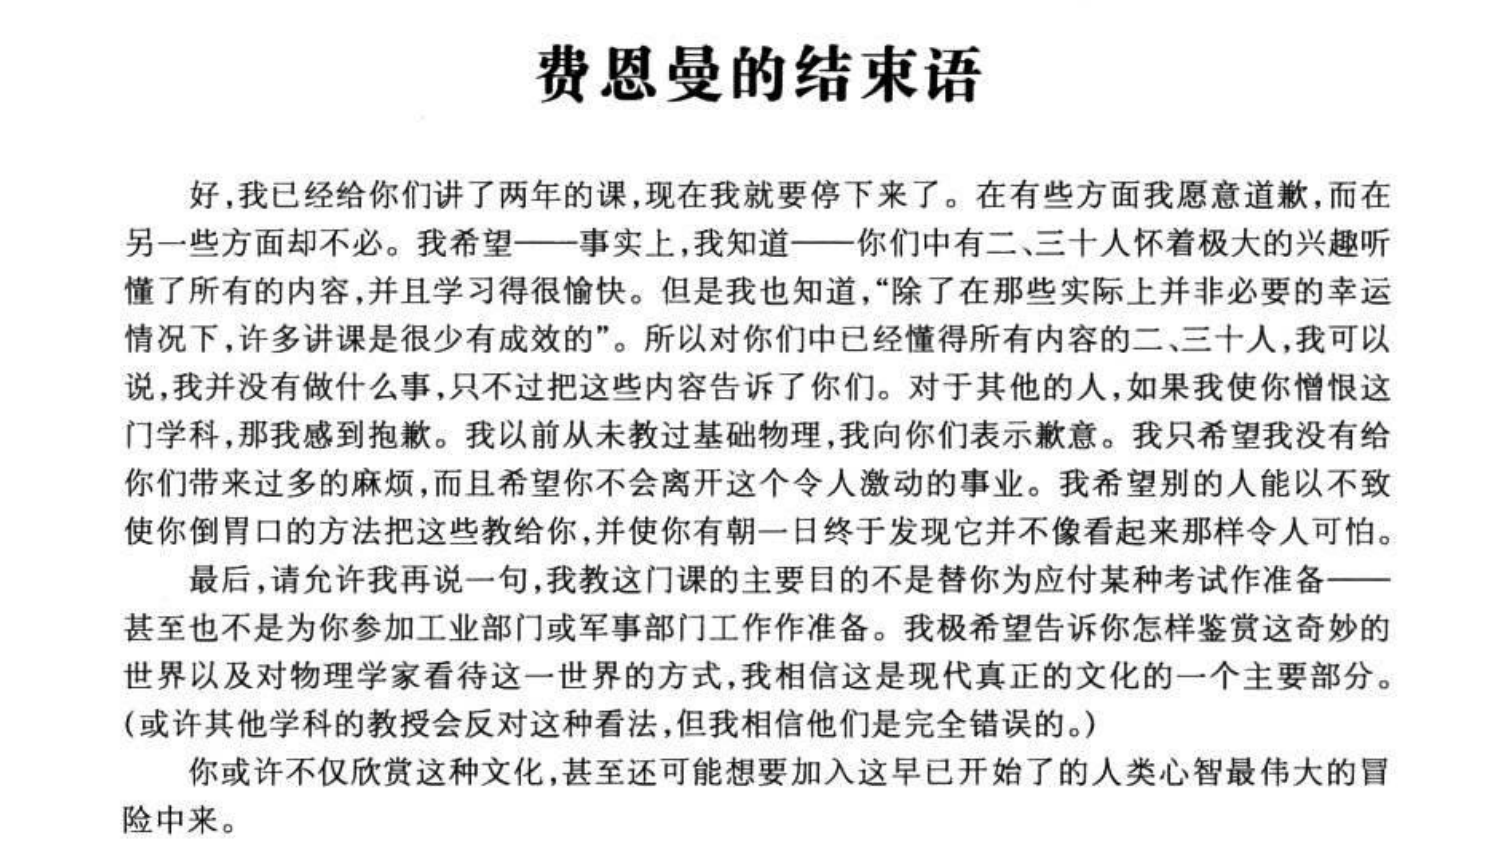 费恩曼的结束语
好,我已经给你们讲了两年的课,现在我就要停下来了。在有些方面我愿意道歉,而在
另一些方面却不必。我希望——事实上,我知道——你们中有二、三十人怀着极大的兴趣听
懂了所有的内容,并且学习得很愉快。但是我也知道,“除了在那些实际上并非必要的幸运
情况下,许多讲课是很少有成效的”。所以对你们中已经懂得所有内容的二、三十人,我可以
说,我并没有做什么事,只不过把这些内容告诉了你们。对于其他的人,如果我使你憎恨这
门学科,那我感到抱歉。我以前从未教过基础物理,我向你们表示歉意。我只希望我没有给
你们带来过多的麻烦,而且希望你不会离开这个令人激动的事业。我希望别的人能以不致
使你倒胃口的方法把这些教给你,并使你有朝一日终于发现它并不像看起来那样令人可怕。
最后,请允许我再说一句,我教这门课的主要目的不是替你为应付某种考试作准备——
甚至也不是为你参加工业部门或军事部门工作作准备。我极希望告诉你怎样鉴赏这奇妙的
世界以及对物理学家看待这一世界的方式,我相信这是现代真正的文化的一个主要部分。
(或许其他学科的教授会反对这种看法,但我相信他们是完全错误的。)
你或许不仅欣赏这种文化,甚至还可能想要加入这早已开始了的人类心智最伟大的冒
险中来。